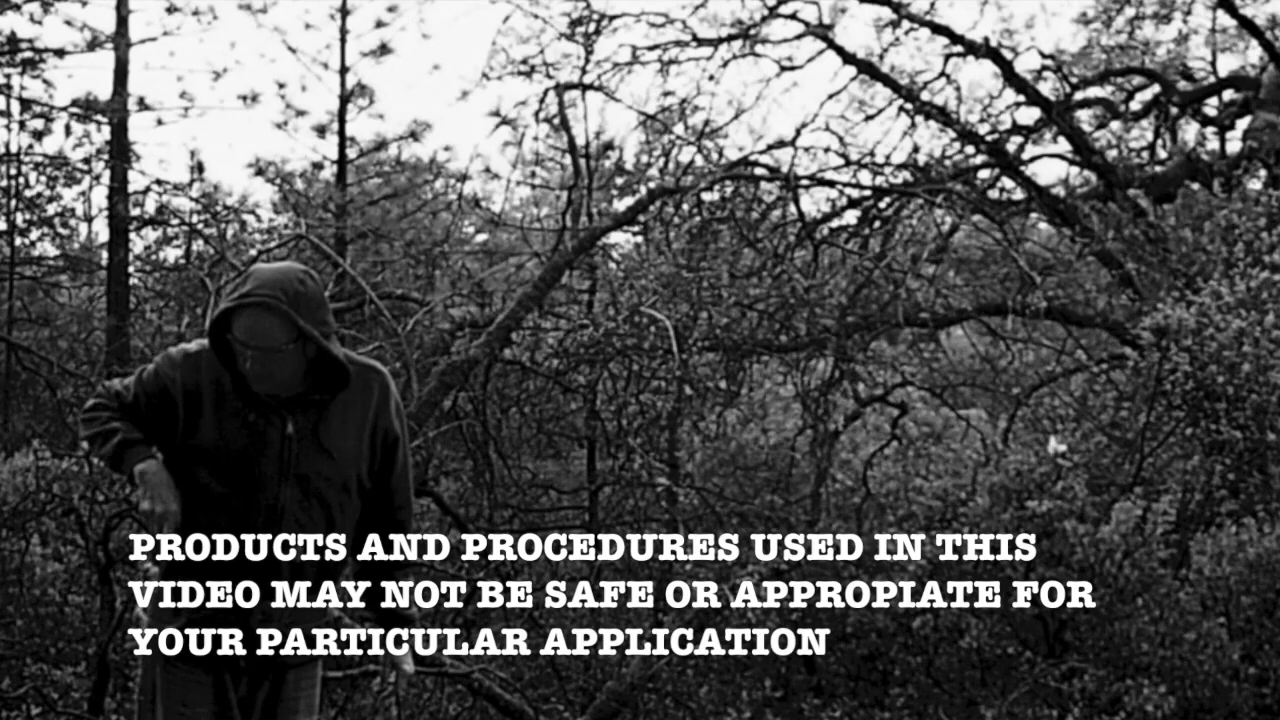 PRODUCTS AND PROCEDURES USED IN THIS
VIDEO MAY NOT BE SAFE OR APPROPIATE FOR
YOUR PARTICULAR APPLICATION